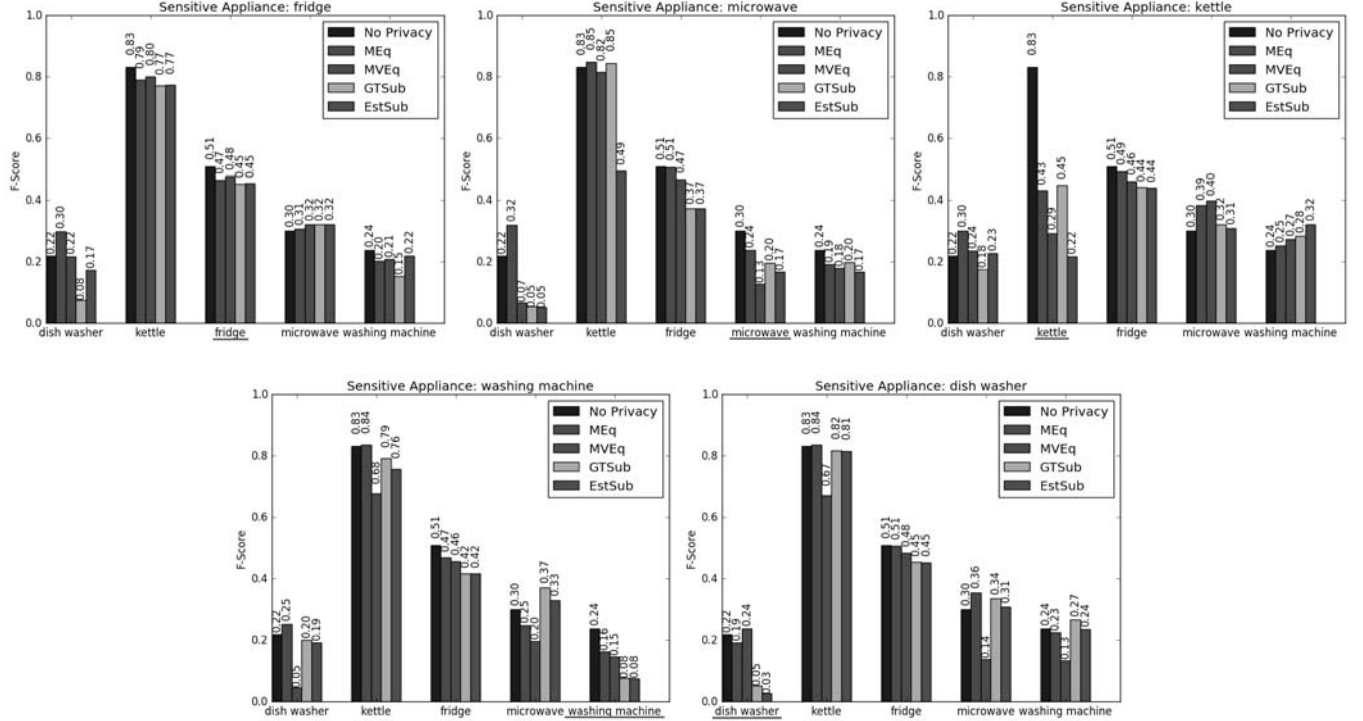 Sensitive Appliance: fridge
F-Score
1.0
0.8
0.6
0.4
0.2
0.0
No Privacy
MEq
MVEq
GTSub
EstSub
0.22 0.30 0.22 0.08 0.17
0.83 0.79 0.80 0.77 0.77
0.51 0.47 0.48 0.45 0.45
0.30 0.31 0.32 0.32 0.32
0.24 0.20 0.21 0.15 0.22
dish washer kettle fridge microwave washing machine
Sensitive Appliance: microwave
F-Score
1.0
0.8
0.6
0.4
0.2
0.0
No Privacy
MEq
MVEq
GTSub
EstSub
0.22 0.32 0.07 0.05 0.05
0.83 0.85 0.82 0.85 0.49
0.51 0.51 0.47 0.37 0.37
0.30 0.24 0.13 0.20 0.17
0.24 0.19 0.18 0.20 0.17
dish washer kettle fridge microwave washing machine
Sensitive Appliance: kettle
F-Score
1.0
0.8
0.6
0.4
0.2
0.0
No Privacy
MEq
MVEq
GTSub
EstSub
0.22 0.30 0.24 0.18 0.23
0.83 0.43 0.29 0.45 0.22
0.51 0.49 0.46 0.44 0.44
0.30 0.39 0.40 0.32 0.31
0.24 0.25 0.27 0.28 0.32
dish washer kettle fridge microwave washing machine
Sensitive Appliance: washing machine
F-Score
1.0
0.8
0.6
0.4
0.2
0.0
No Privacy
MEq
MVEq
GTSub
EstSub
0.22 0.25 0.05 0.20 0.19
0.83 0.84 0.68 0.79 0.76
0.51 0.47 0.46 0.42 0.42
0.30 0.25 0.20 0.37 0.33
0.24 0.16 0.15 0.08 0.08
dish washer kettle fridge microwave washing machine
Sensitive Appliance: dish washer
F-Score
1.0
0.8
0.6
0.4
0.2
0.0
No Privacy
MEq
MVEq
GTSub
EstSub
0.22 0.19 0.24 0.05 0.03
0.83 0.84 0.67 0.82 0.81
0.51 0.51 0.48 0.45 0.45
0.30 0.36 0.14 0.34 0.31
0.24 0.23 0.13 0.27 0.24
dish washer kettle fridge microwave washing machine